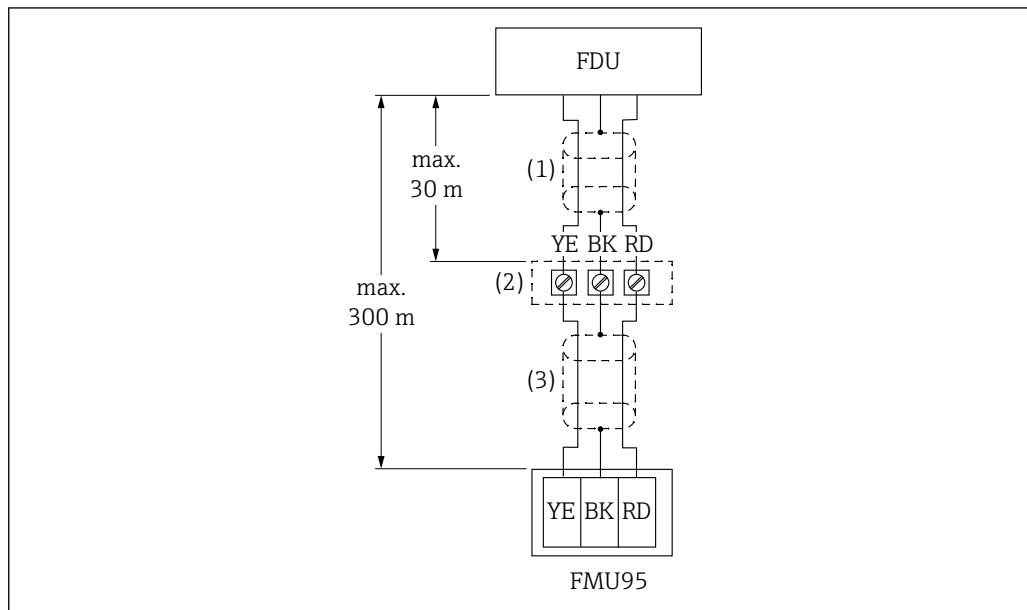 FDU
max.
30 m
(1)
YE BK RD
(2)
max.
300 m
(3)
YE BK RD
FMU95